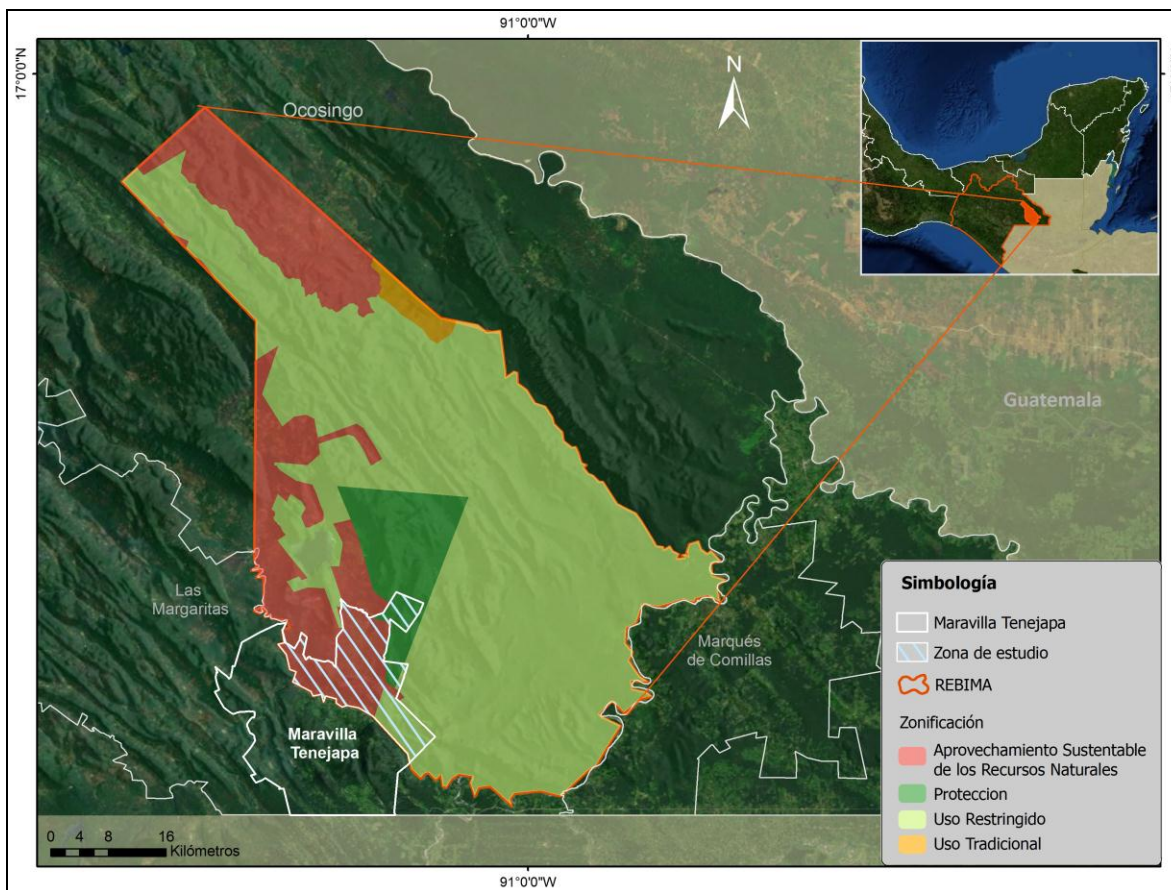 91°0'0"W
17°0'0"N
N
Ocosingo
Guatemala
Las
Margaritas
Marqués
de Comillas
Maravilla
Tenejapa
Simbología
Maravilla Tenejapa
Zona de estudio
REBIMA
Zonificación
Aprovechamiento Sustentable
de los Recursos Naturales
Proteccion
Uso Restringido
Uso Tradicional
0 4 8 16
Kilómetros
91°0'0"W